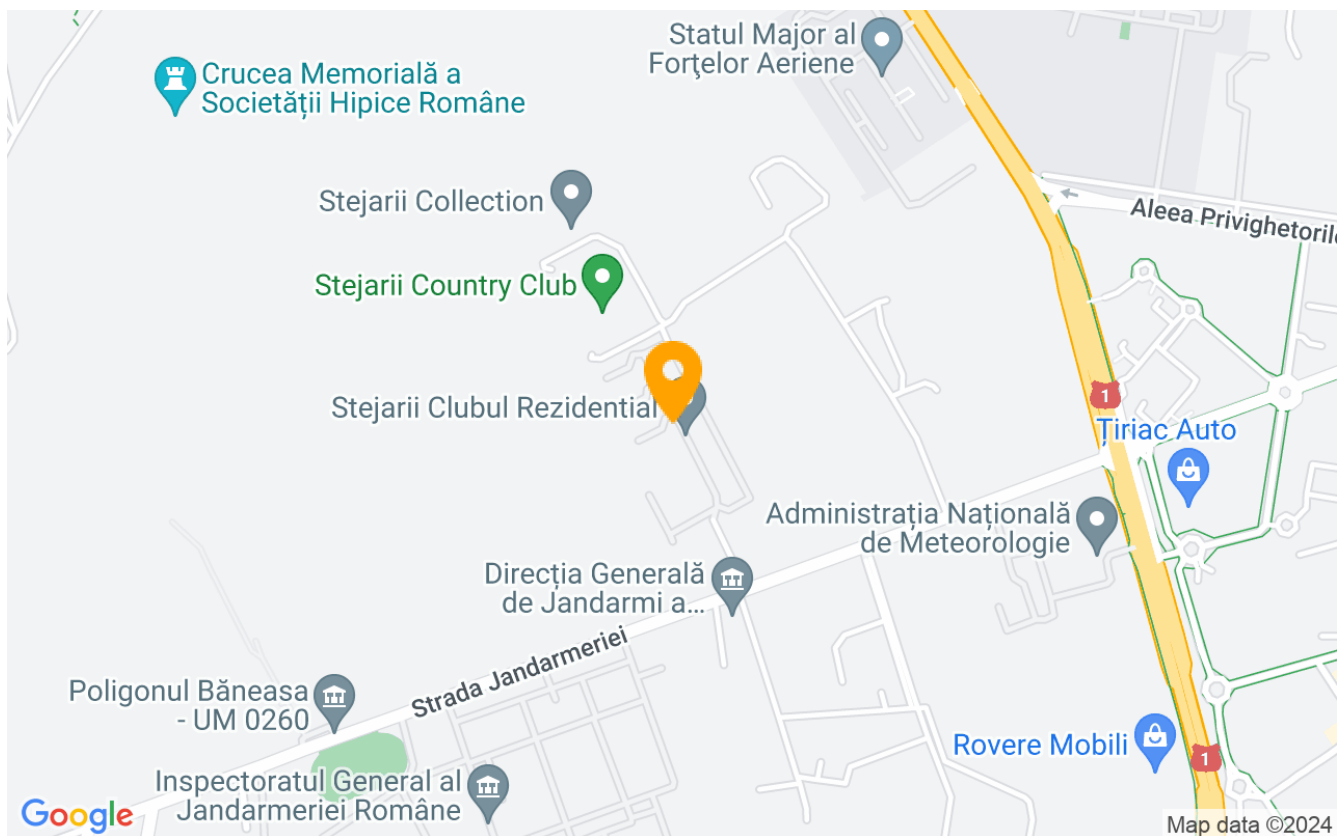 Statul Major al
Forţelor Aeriene
Crucea Memorială a
Societății Hipice Române
Stejarii Collection
Aleea Privighetorilo
Stejarii Country Club
Stejarii Clubul Rezidential
1
Țiriac Auto
Administrația Națională
de Meteorologie
Direcția Generală
de Jandarmi a...
Strada Jandarmeriei
Poligonul Băneasa
- UM 0260
Rovere Mobili
1
Inspectoratul General al
Jandarmeriei Române
Google
Map data ©2024